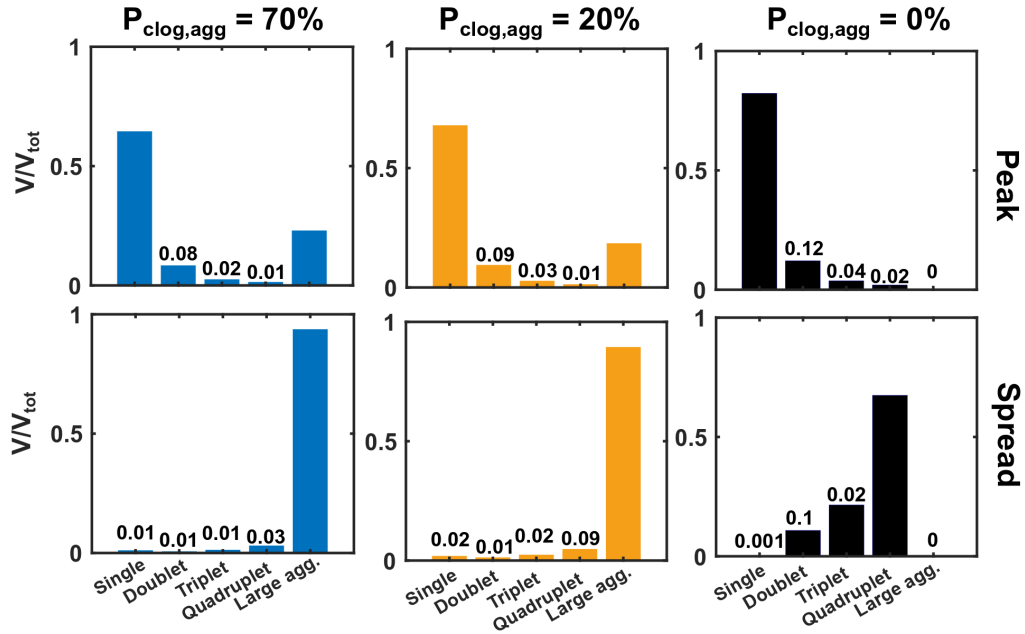 P_clog,agg = 70% P_clog,agg = 20% P_clog,agg = 0%
1 1 1
V/V_tot 0.5 0.5 0.5 Peak
0.08 0.02 0.01 0.09 0.03 0.01 0.12 0.04 0.02 0
0 0 0
1 1 1
V/V_tot 0.5 0.5 0.5 Spread
0.01 0.01 0.01 0.03 0.02 0.01 0.02 0.09 0.001 0.1 0.02 0
0 0 0
Single Doublet Triplet Quadruplet Large agg. Single Doublet Triplet Quadruplet Large agg. Single Doublet Triplet Quadruplet Large agg.